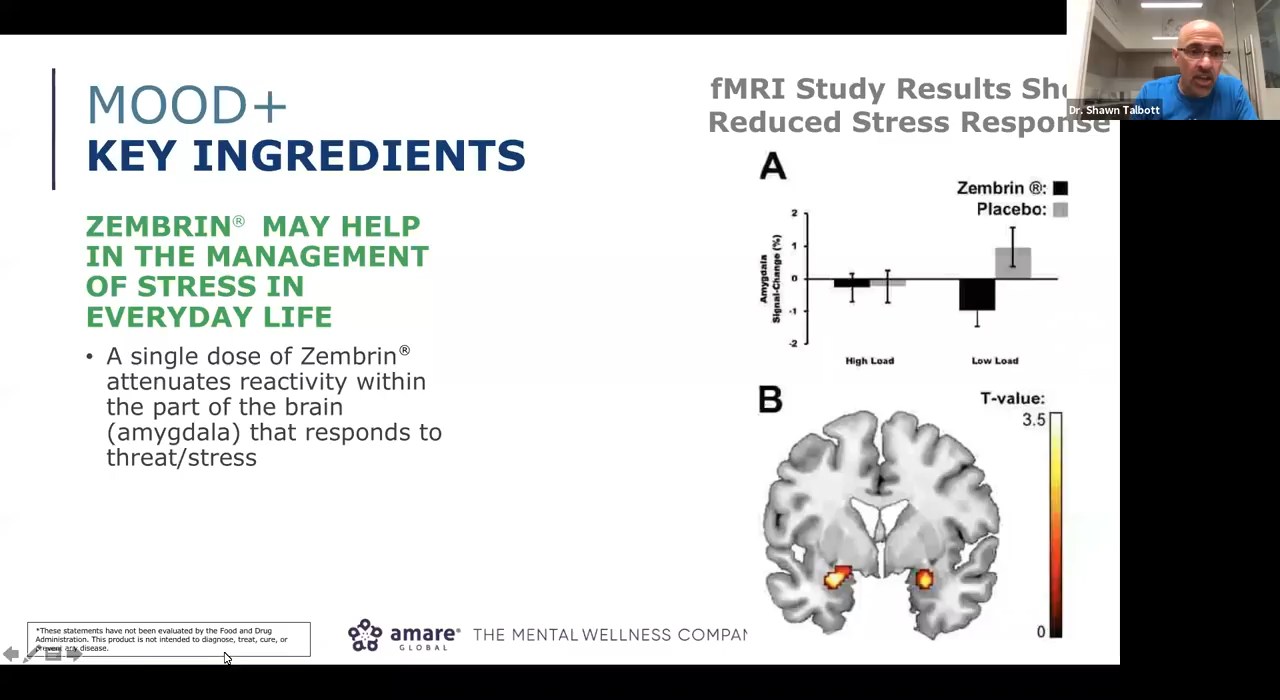 MOOD+
KEY INGREDIENTS
ZEMBRIN® MAY HELP
IN THE MANAGEMENT
OF STRESS IN
EVERYDAY LIFE
• A single dose of Zembrin®
attenuates reactivity within
the part of the brain
(amygdala) that responds to
threat/stress
fMRI Study Results Sho
Reduced Stress Response
Dr. Shawn Talbott
A
Zembrin ®:
Placebo:
Amygdala
Signal-Change (%)
2
1
0
-1
-2
High Load
Low Load
B
T-value:
3.5
0
*These statements have not been evaluated by the Food and Drug
Administration. This product is not intended to diagnose, treat, cure, or
prevent any disease.
amare®
GLOBAL
THE MENTAL WELLNESS COMPAN